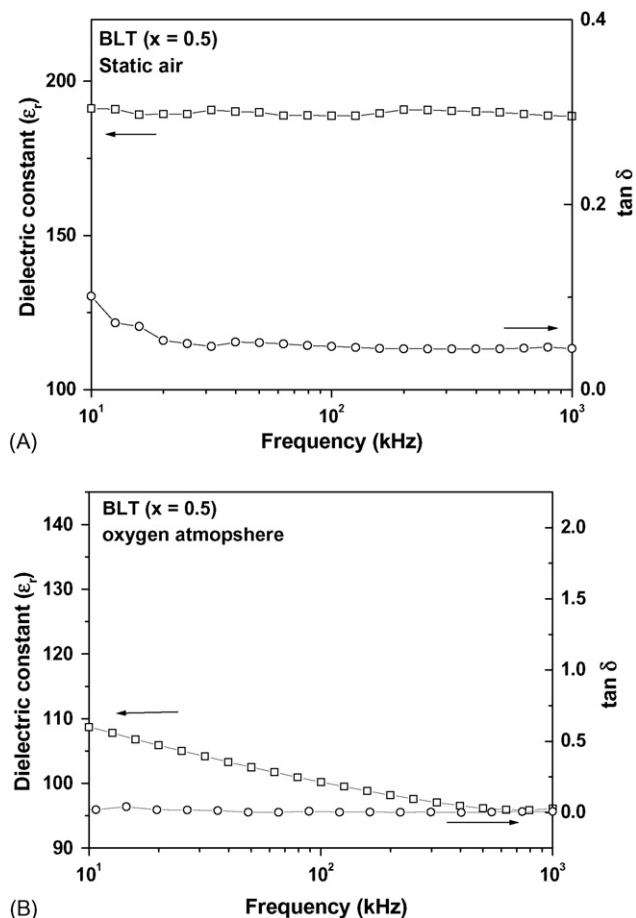 BLT (x = 0.5)
Static air
Dielectric constant (εr)
200
150
100
0.4
0.2
0.0
tan δ
10¹
10²
10³
Frequency (kHz)
(A)
BLT (x = 0.5)
oxygen atmopshere
Dielectric constant (εr)
140
130
120
110
100
90
2.0
1.5
1.0
0.5
0.0
tan δ
10¹
10²
10³
Frequency (kHz)
(B)